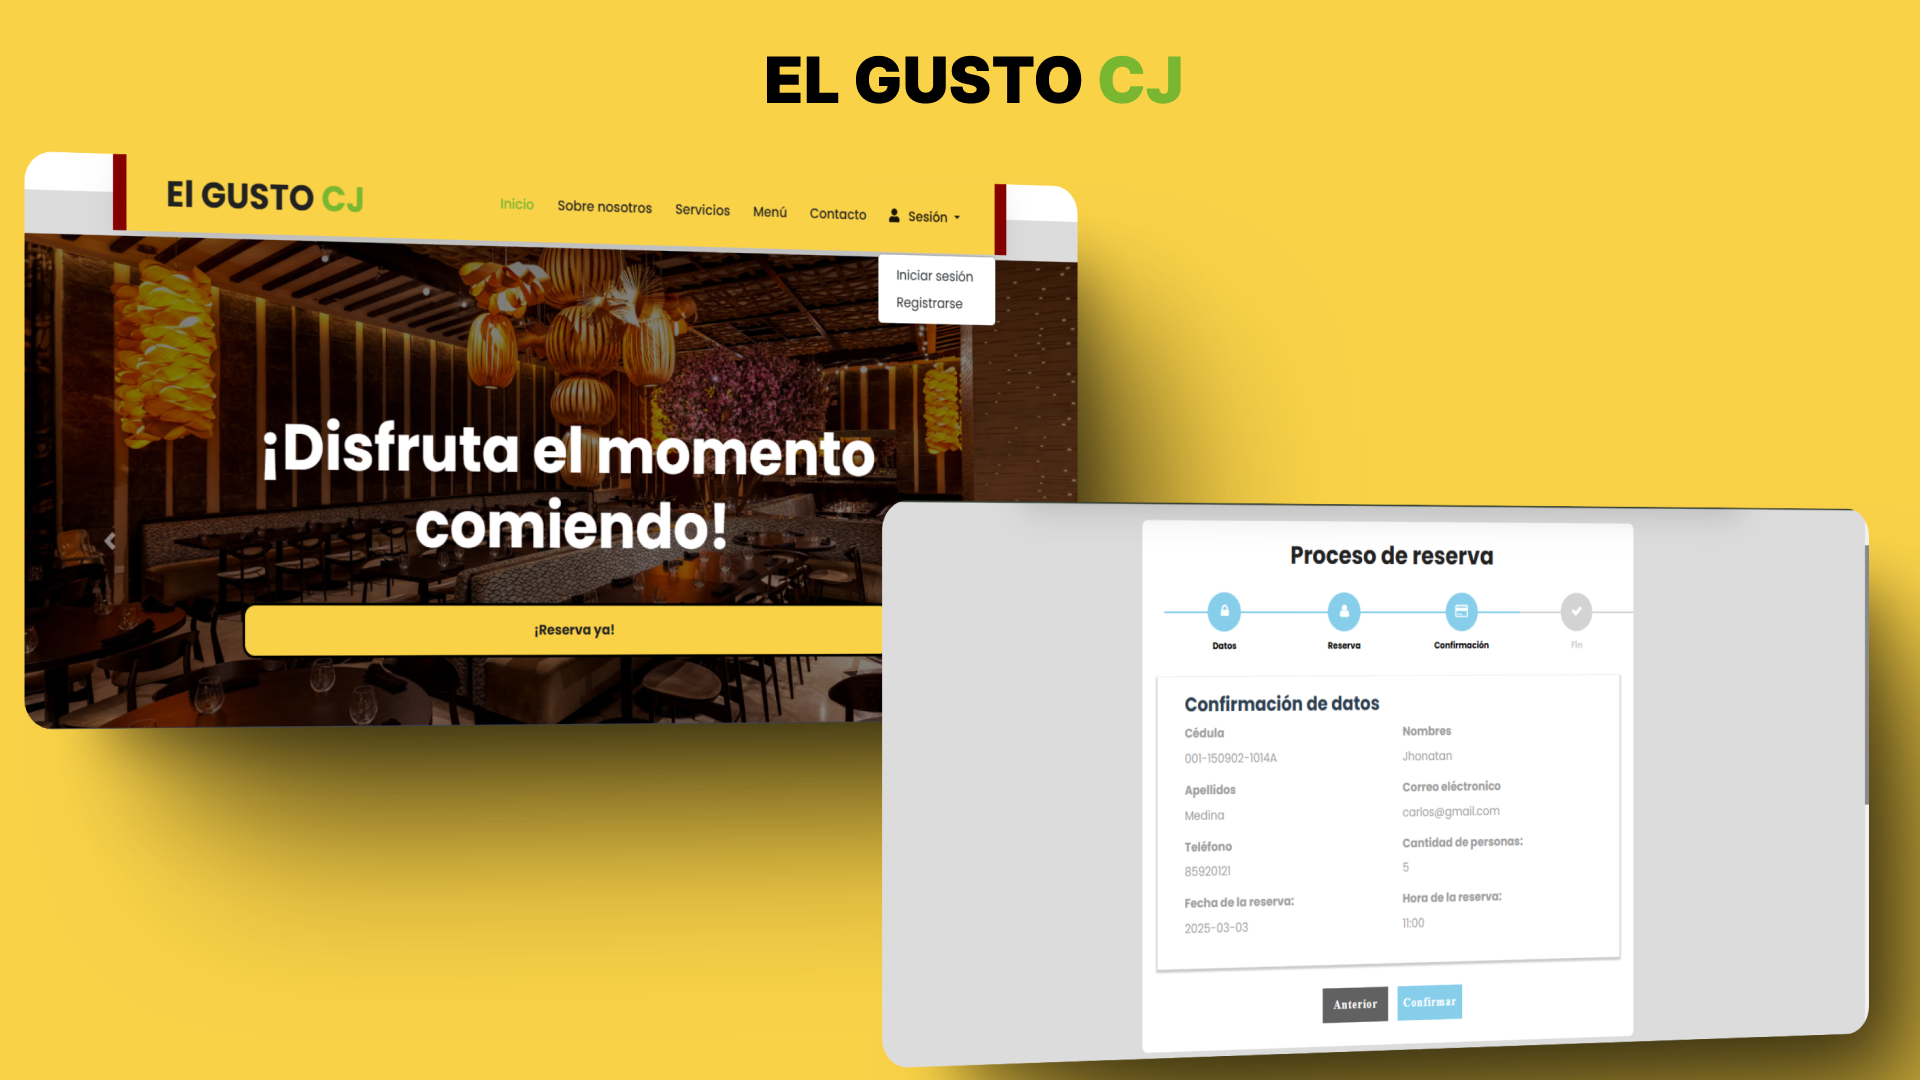 EL GUSTO CJ
El GUSTO CJ
Inicio
Sobre nosotros
Servicios
Menú
Contacto
Sesión
Iniciar sesión
Registrarse
¡Disfruta el momento
comiendo!
¡Reserva ya!
Proceso de reserva
Datos
Reserva
Confirmación
Fin
Confirmación de datos
Cédula
001-150902-1014A
Nombres
Jhonatan
Apellidos
Medina
Correo eléctronico
carlos@gmail.com
Teléfono
85920121
Cantidad de personas:
5
Fecha de la reserva:
2025-03-03
Hora de la reserva:
11:00
Anterior
Confirmar